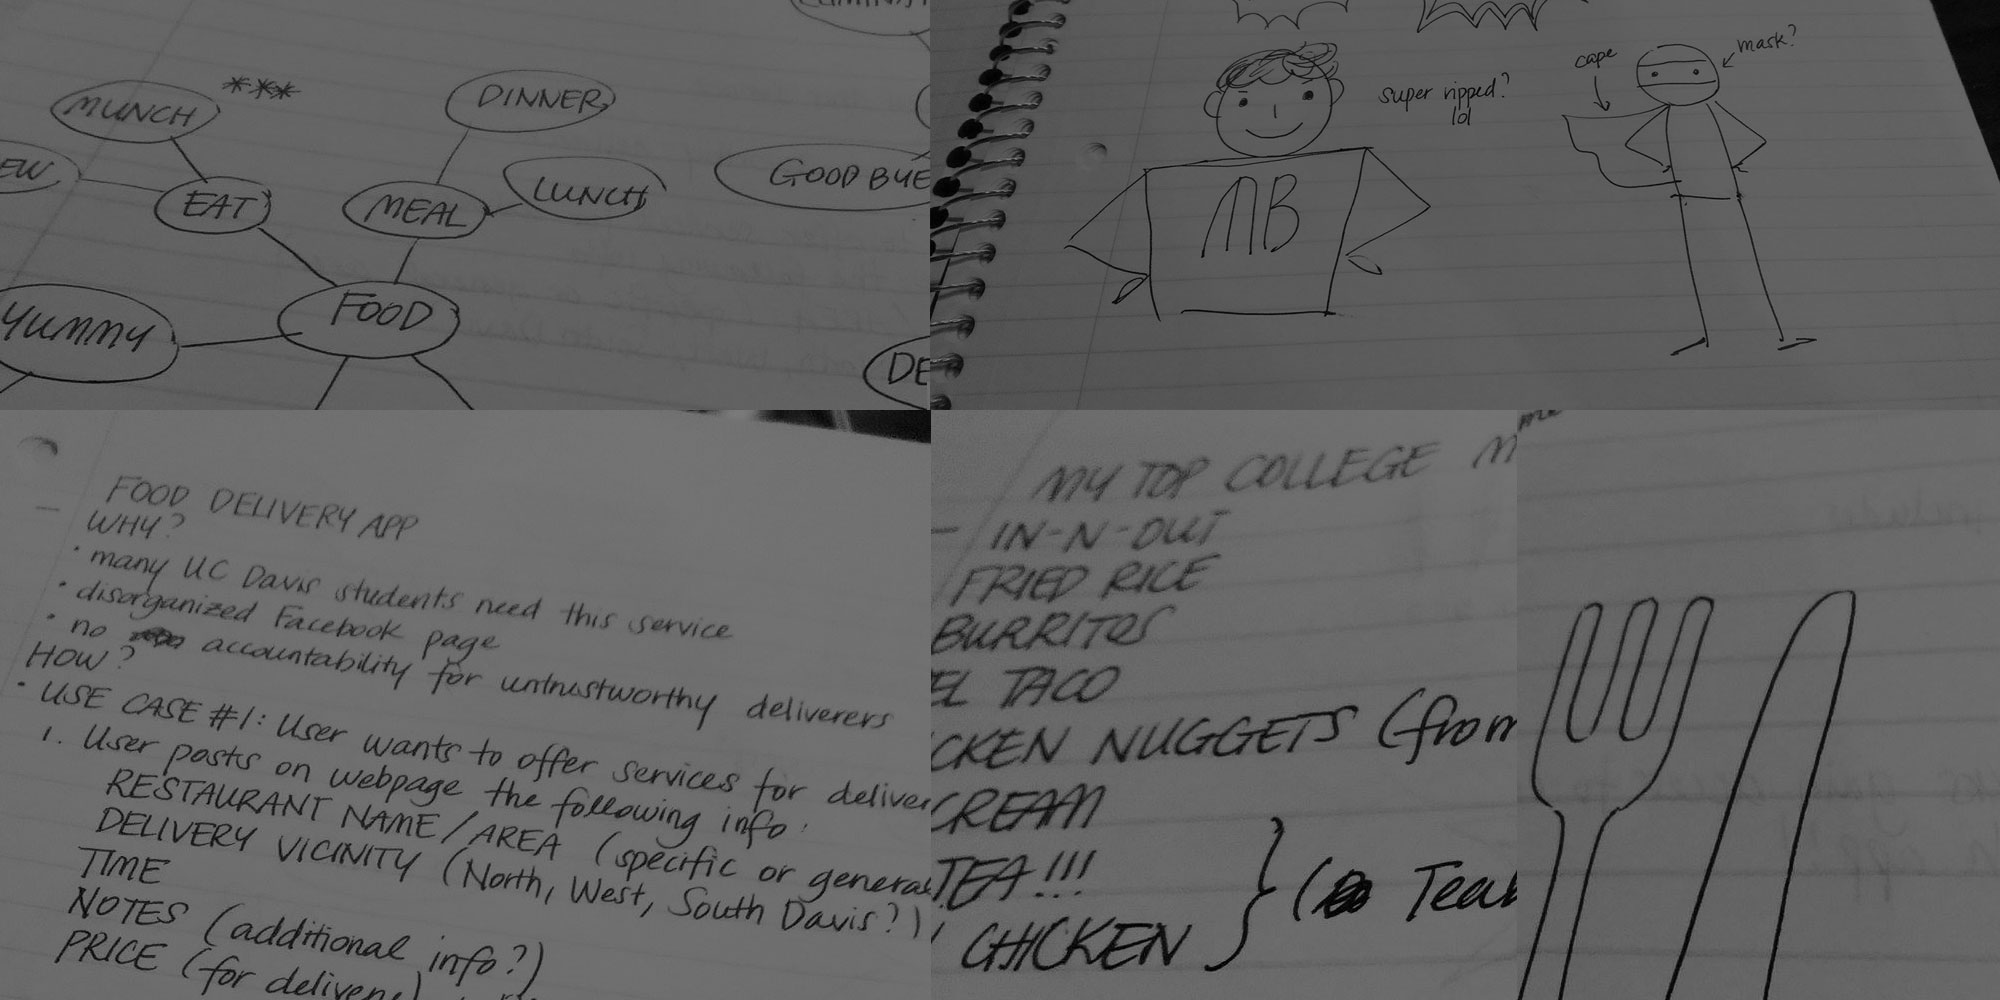 ***
MUNCH
DINNER
EAT
MEAL
LUNCH
GOOD BYE
YUMMY
FOOD
DE
super ripped?
lol
cape
mask?
MB
FOOD DELIVERY APP
WHY?
• many UC Davis students need this service
• disorganized Facebook page
• no accountability for untrustworthy deliverers
HOW?
• USE CASE #1: User wants to offer services for deliver
1. User posts on webpage the following info:
RESTAURANT NAME/AREA (specific or general
DELIVERY VICINITY (North, West, South Davis?)
TIME
NOTES (additional info?)
PRICE (for delivery)
MY TOP COLLEGE M
- IN-N-OUT
FRIED RICE
BURRITOS
EL TACO
CKEN NUGGETS (from
CREAM
TEA!!!
CHICKEN